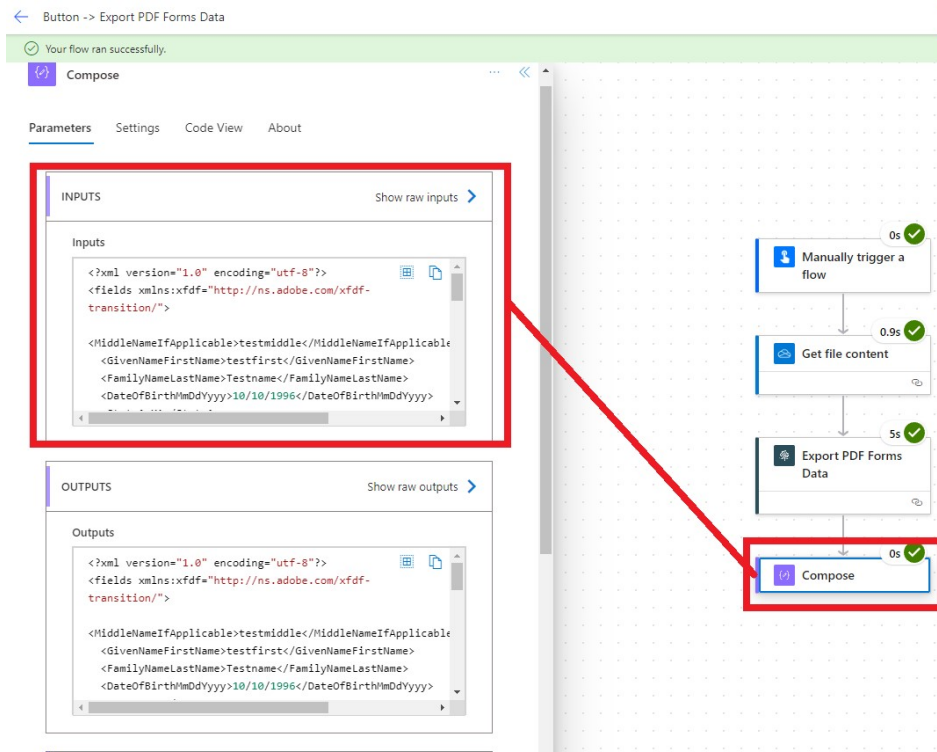 Button -> Export PDF Forms Data
Your flow ran successfully.
Compose
Parameters Settings Code View About
INPUTS Show raw inputs
Inputs
<?xml version="1.0" encoding="utf-8"?>
<fields xmlns:xfdf="http://ns.adobe.com/xfdf-
transition/">
<MiddleNameIfApplicable>testmiddle</MiddleNameIfApplicable
<GivenNameFirstName>testfirst</GivenNameFirstName>
<FamilyNameLastName>Testname</FamilyNameLastName>
<DateOfBirthMmDdYyyy>10/10/1996</DateOfBirthMmDdYyyy>
OUTPUTS Show raw outputs
Outputs
<?xml version="1.0" encoding="utf-8"?>
<fields xmlns:xfdf="http://ns.adobe.com/xfdf-
transition/">
<MiddleNameIfApplicable>testmiddle</MiddleNameIfApplicable
<GivenNameFirstName>testfirst</GivenNameFirstName>
<FamilyNameLastName>Testname</FamilyNameLastName>
<DateOfBirthMmDdYyyy>10/10/1996</DateOfBirthMmDdYyyy>
0s
Manually trigger a
flow
0.9s
Get file content
5s
Export PDF Forms
Data
0s
Compose